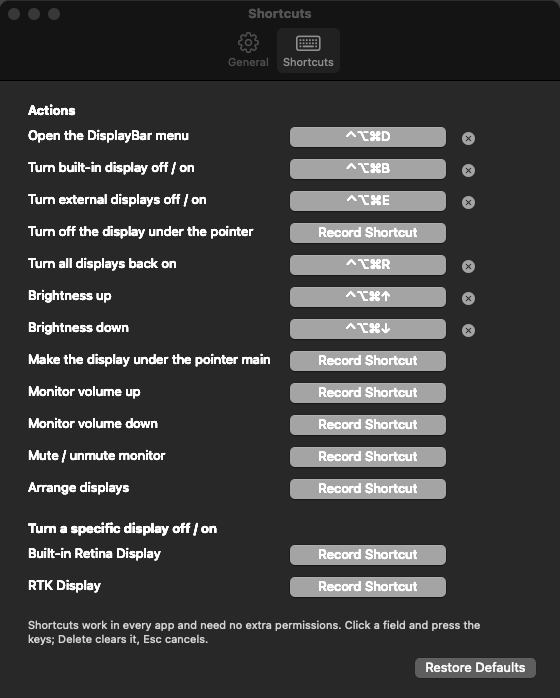 Shortcuts
General
Shortcuts
Actions
Open the DisplayBar menu ^⌥⌘D
Turn built-in display off / on ^⌥⌘B
Turn external displays off / on ^⌥⌘E
Turn off the display under the pointer Record Shortcut
Turn all displays back on ^⌥⌘R
Brightness up ^⌥⌘↑
Brightness down ^⌥⌘↓
Make the display under the pointer main Record Shortcut
Monitor volume up Record Shortcut
Monitor volume down Record Shortcut
Mute / unmute monitor Record Shortcut
Arrange displays Record Shortcut
Turn a specific display off / on
Built-in Retina Display Record Shortcut
RTK Display Record Shortcut
Shortcuts work in every app and need no extra permissions. Click a field and press the
keys; Delete clears it, Esc cancels.
Restore Defaults